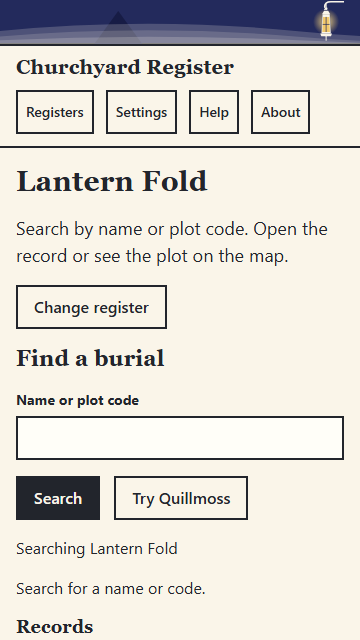 Churchyard Register
Registers
Settings
Help
About
Lantern Fold
Search by name or plot code. Open the
record or see the plot on the map.
Change register
Find a burial
Name or plot code
Search
Try Quillmoss
Searching Lantern Fold
Search for a name or code.
Records